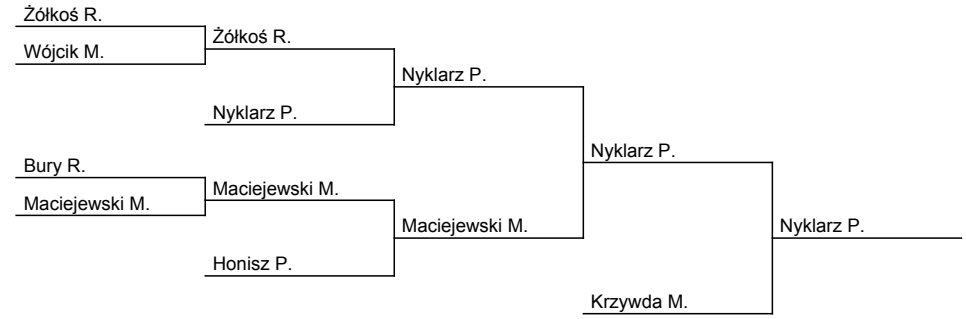 Żółkoś R.
Wójcik M.
Żółkoś R.
Nyklarz P.
Nyklarz P.
Bury R.
Maciejewski M.
Maciejewski M.
Honisz P.
Maciejewski M.
Nyklarz P.
Krzywda M.
Nyklarz P.